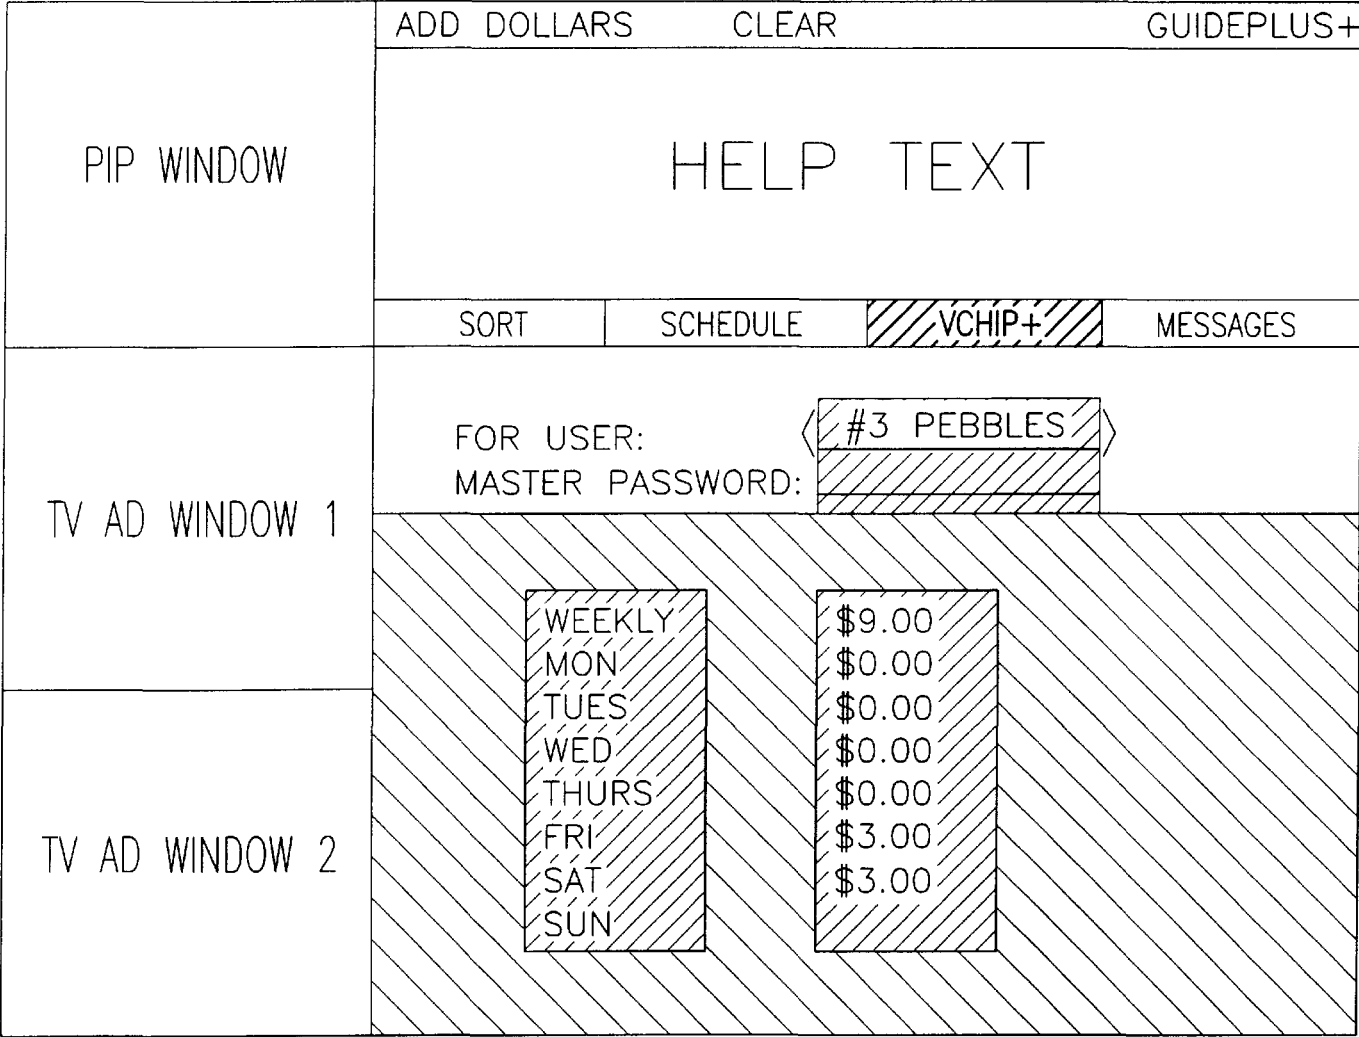 ADD DOLLARS CLEAR GUIDEPLUS+
PIP WINDOW
HELP TEXT
SORT SCHEDULE VCHIP+ MESSAGES
FOR USER: #3 PEBBLES
MASTER PASSWORD:
TV AD WINDOW 1
WEEKLY $9.00
MON $0.00
TUES $0.00
WED $0.00
THURS $0.00
FRI $3.00
SAT $3.00
SUN
TV AD WINDOW 2